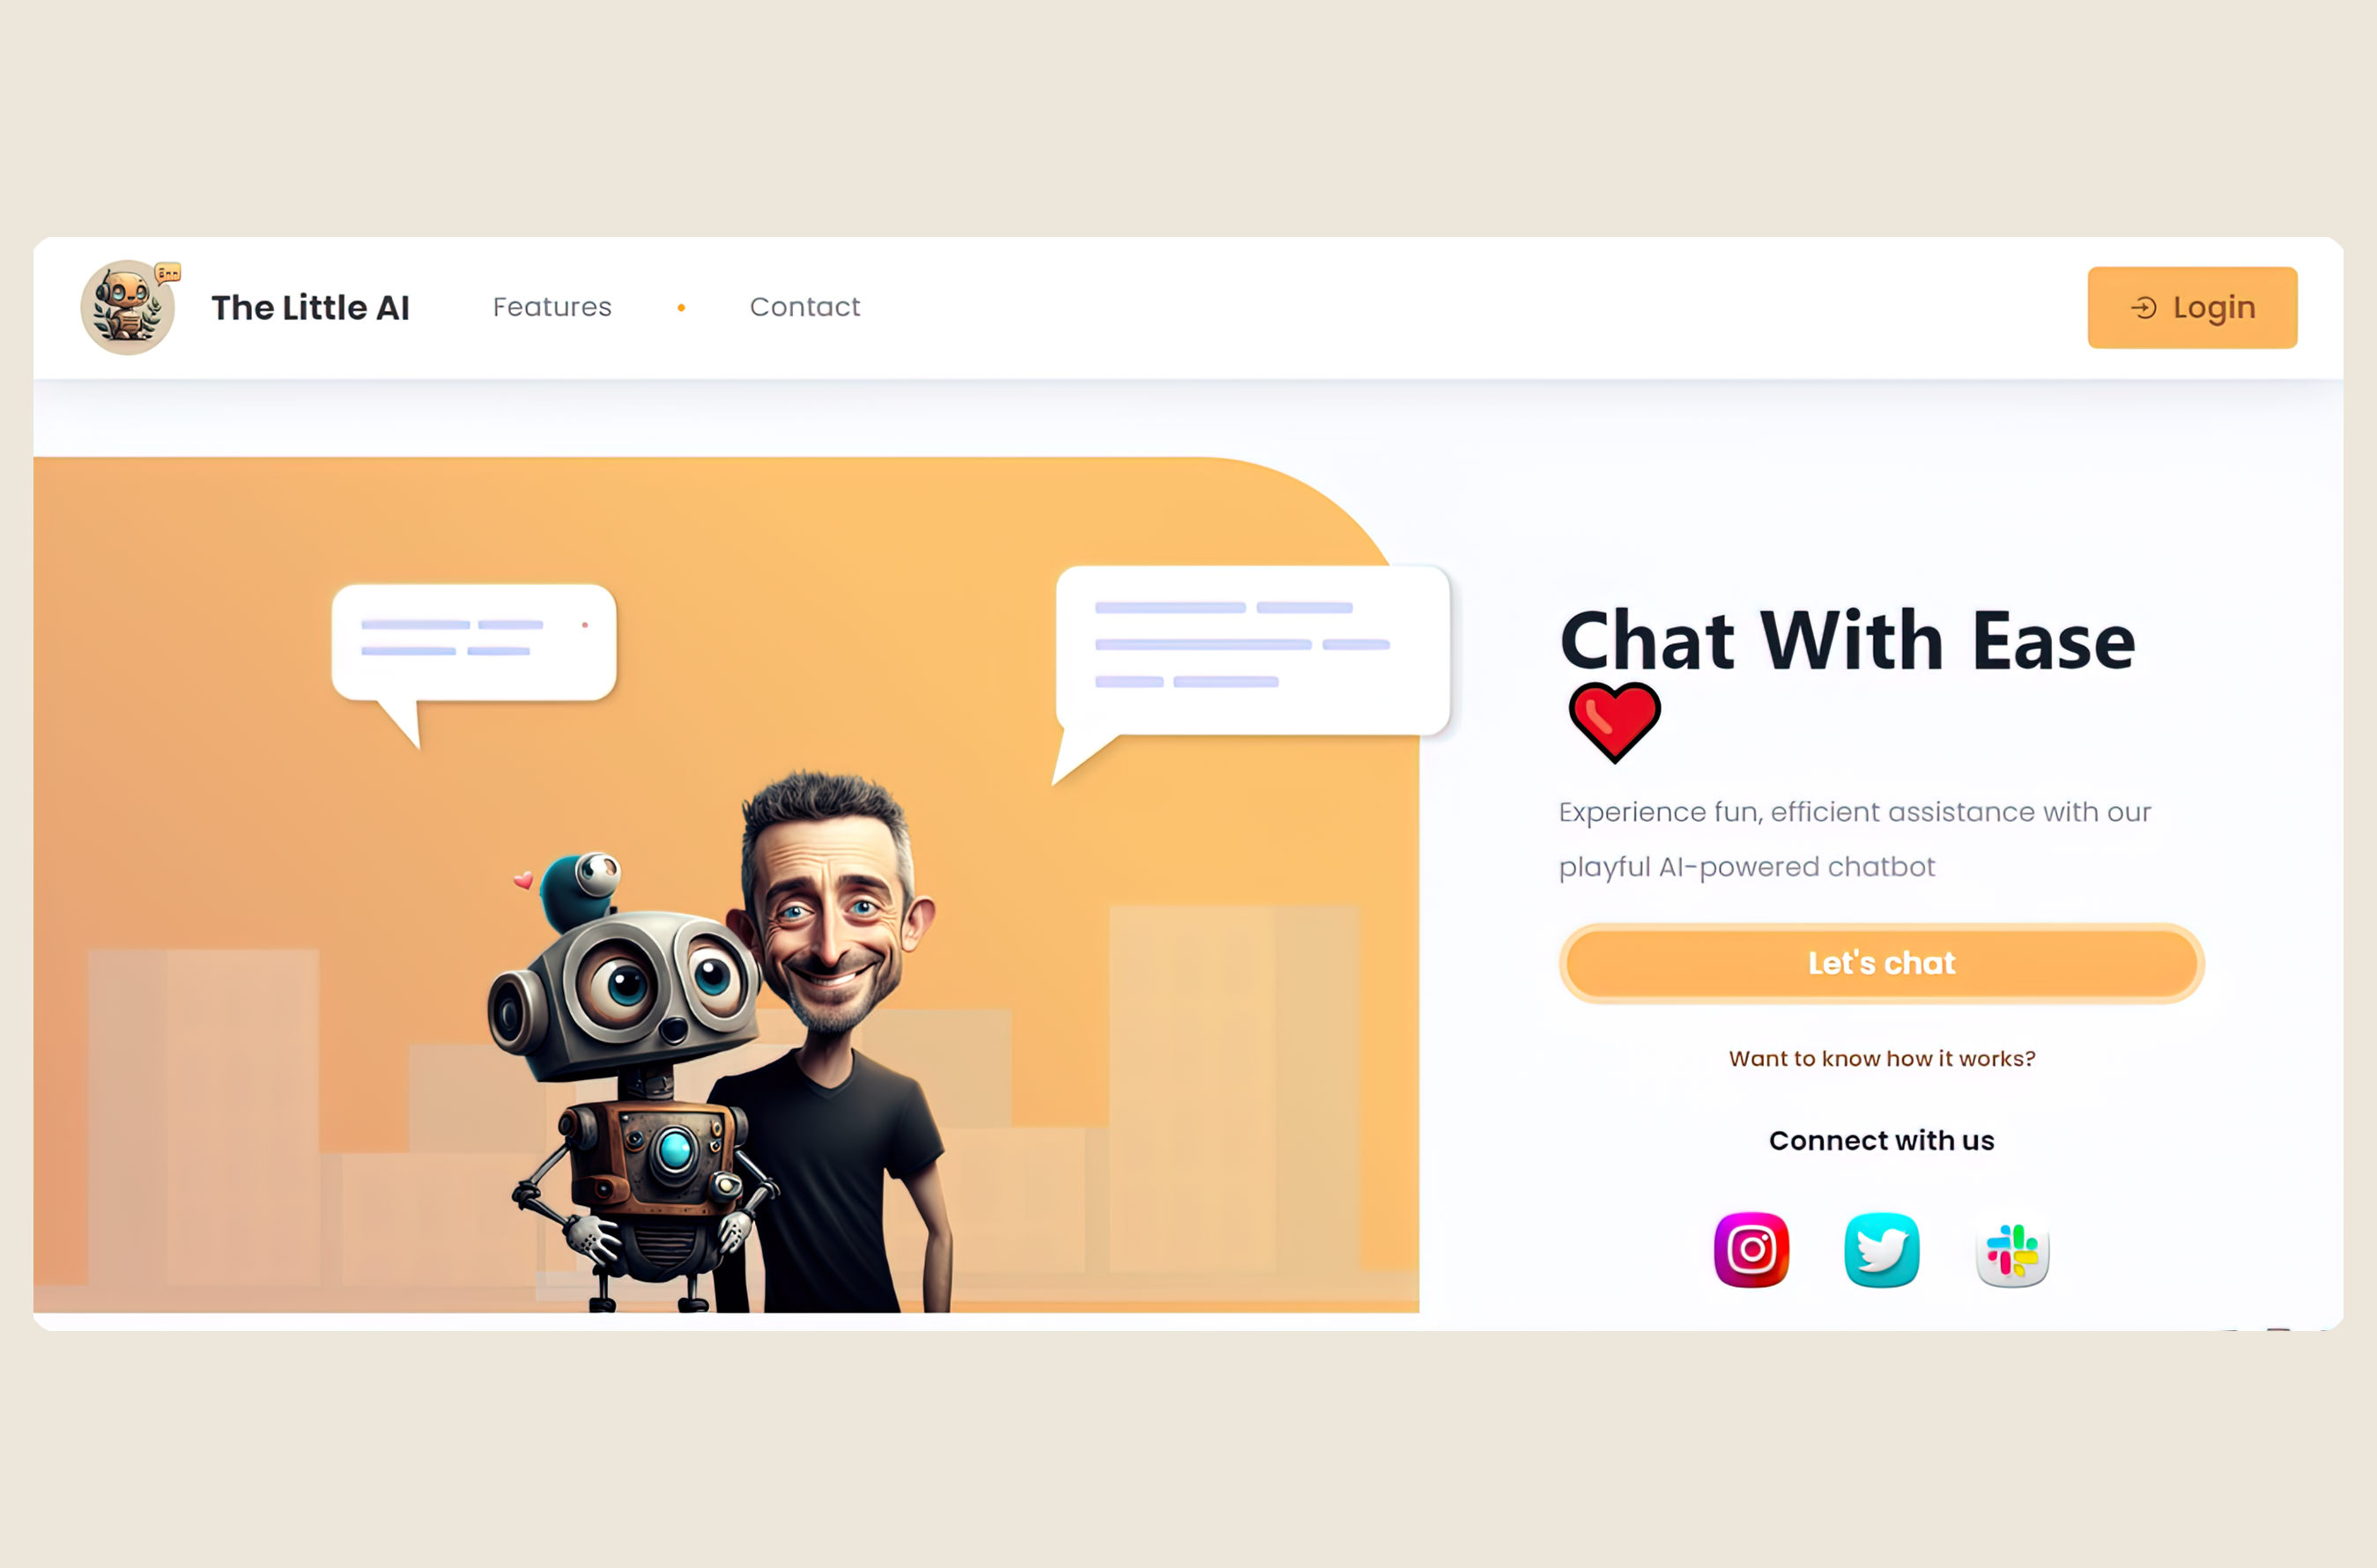 The Little AI
Features
Contact
Login
Chat With Ease
Experience fun, efficient assistance with our
playful AI-powered chatbot
Let's chat
Want to know how it works?
Connect with us